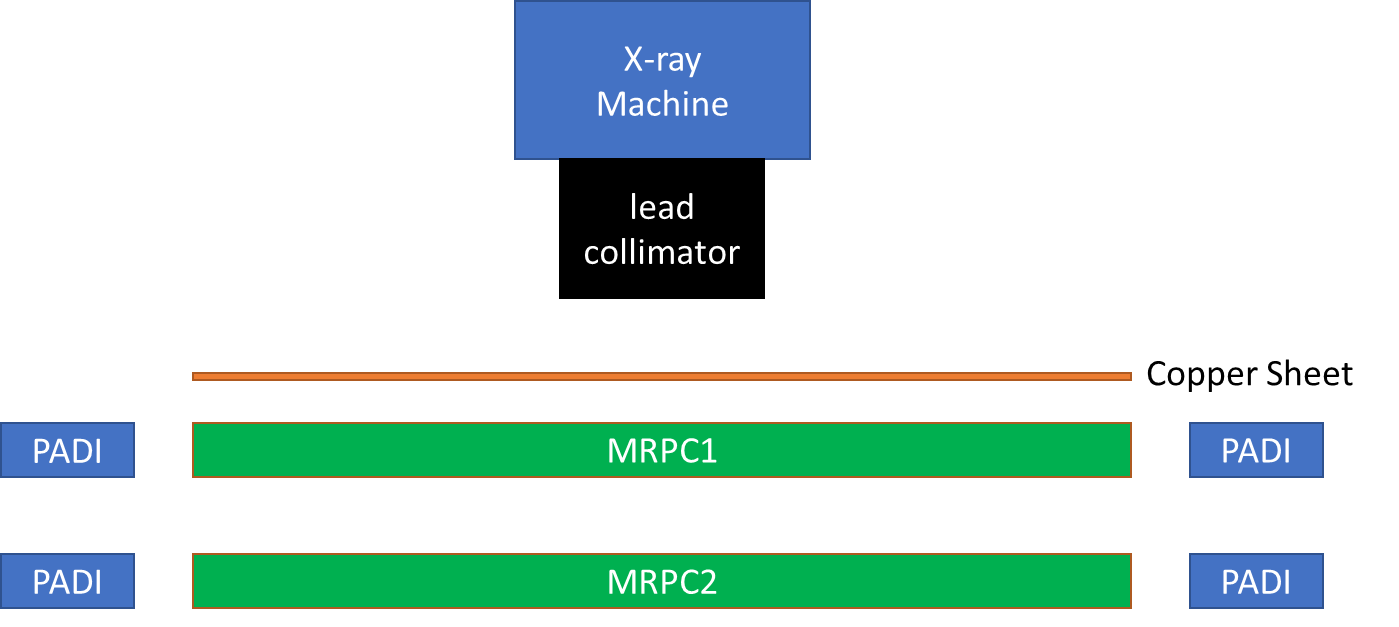 X-ray
Machine
lead
collimator
Copper Sheet
PADI
MRPC1
PADI
PADI
MRPC2
PADI